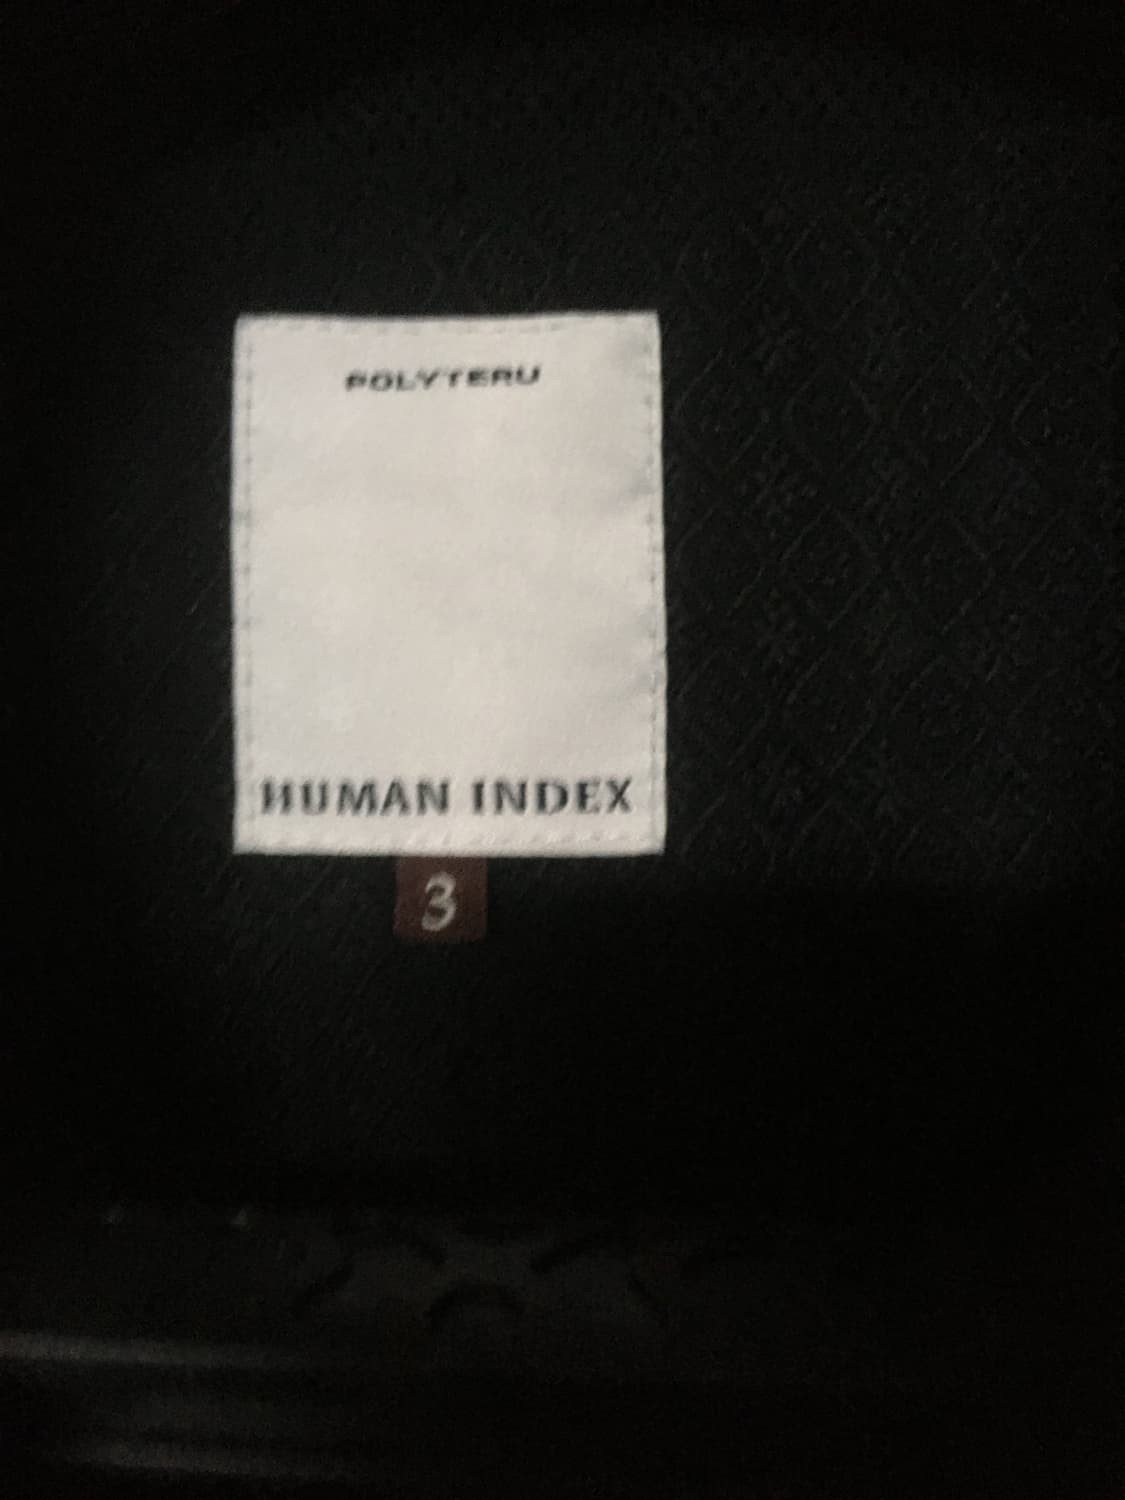 POLYTERU
HUMAN INDEX
3